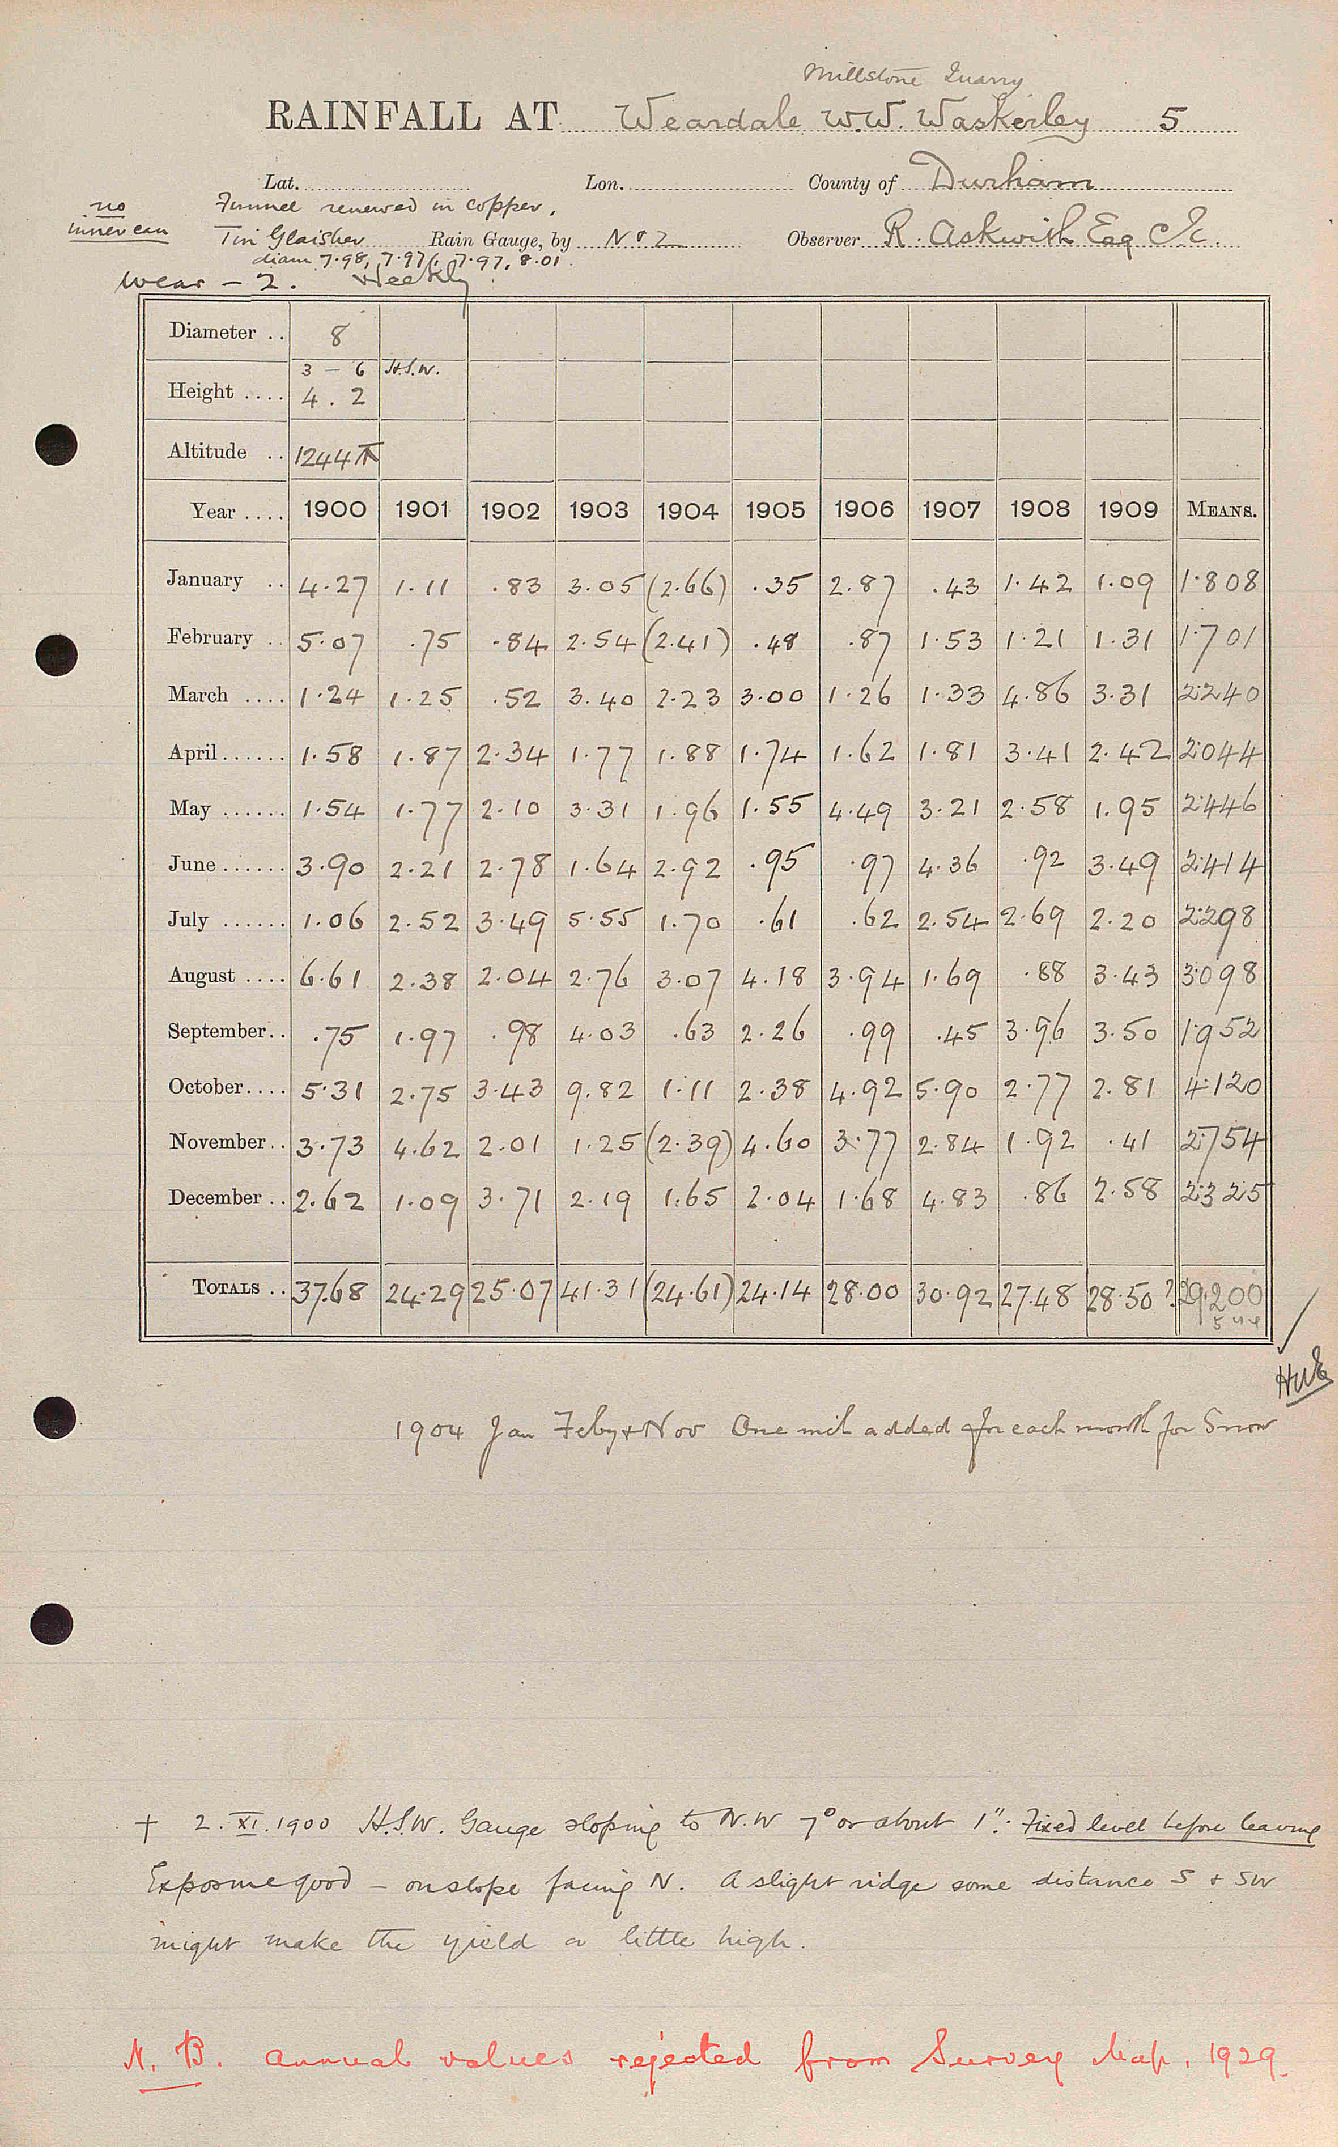 Millstone Quarry
RAINFALL AT Weardale W.W. Waskerley 5
Lat. Lon. County of Durham
no Funnel renewed in copper.
inner can Tin Glaisher Rain Gauge, by No 2 Observer R. Askwith Esq C.E.
diam 7.98, 7.97, 7.97, 8.01.
Wear - 2. Weekly.
Diameter .. 8
3 - 6 H.S.W.
Height .... 4 . 2
Altitude .. 1244 ft
Year .... 1900 1901 1902 1903 1904 1905 1906 1907 1908 1909 MEANS.
January .. 4.27 1.11 .83 3.05 (2.66) .35 2.87 .43 1.42 1.09 1.808
February .. 5.07 .75 .84 2.54 (2.41) .48 .87 1.53 1.21 1.31 1.701
March .... 1.24 1.25 .52 3.40 2.23 3.00 1.26 1.33 4.86 3.31 2.240
April ...... 1.58 1.87 2.34 1.77 1.88 1.74 1.62 1.81 3.41 2.42 2.044
May ...... 1.54 1.77 2.10 3.31 1.96 1.55 4.49 3.21 2.58 1.95 2.446
June ...... 3.90 2.21 2.78 1.64 2.92 .95 .97 4.36 .92 3.49 2.414
July ...... 1.06 2.52 3.49 5.55 1.70 .61 .62 2.54 2.69 2.20 2.298
August .... 6.61 2.38 2.04 2.76 3.07 4.18 3.94 1.69 .88 3.43 3.098
September .. .75 1.97 .98 4.03 .63 2.26 .99 .45 3.96 3.50 1.952
October .... 5.31 2.75 3.43 9.82 1.11 2.38 4.92 5.90 2.77 2.81 4.120
November .. 3.73 4.62 2.01 1.25 (2.39) 4.60 3.77 2.84 1.92 .41 2.754
December .. 2.62 1.09 3.71 2.19 1.65 2.04 1.68 4.83 .86 2.58 2.325
TOTALS .. 37.68 24.29 25.07 41.31 (24.61) 24.14 28.00 30.92 27.48 28.50 ?. 29.200
1904 Jan Feby + Nov One inch added for each month for Snow
† 2. XI. 1900 H.S.W. Gauge sloping to N.W 7° or about 1". Fixed level before leaving
Exposure good - on slope facing N. A slight ridge some distance S + SW
might make the yield a little high.
N. B. Annual values rejected from Survey Map, 1929.